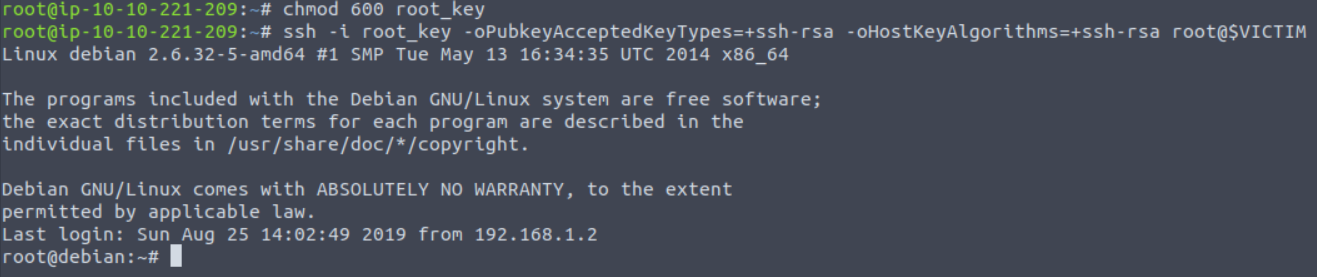 root@ip-10-10-221-209:~# chmod 600 root_key
root@ip-10-10-221-209:~# ssh -i root_key -oPubkeyAcceptedKeyTypes=+ssh-rsa -oHostKeyAlgorithms=+ssh-rsa root@$VICTIM
Linux debian 2.6.32-5-amd64 #1 SMP Tue May 13 16:34:35 UTC 2014 x86_64
The programs included with the Debian GNU/Linux system are free software;
the exact distribution terms for each program are described in the
individual files in /usr/share/doc/*/copyright.
Debian GNU/Linux comes with ABSOLUTELY NO WARRANTY, to the extent
permitted by applicable law.
Last login: Sun Aug 25 14:02:49 2019 from 192.168.1.2
root@debian:~#